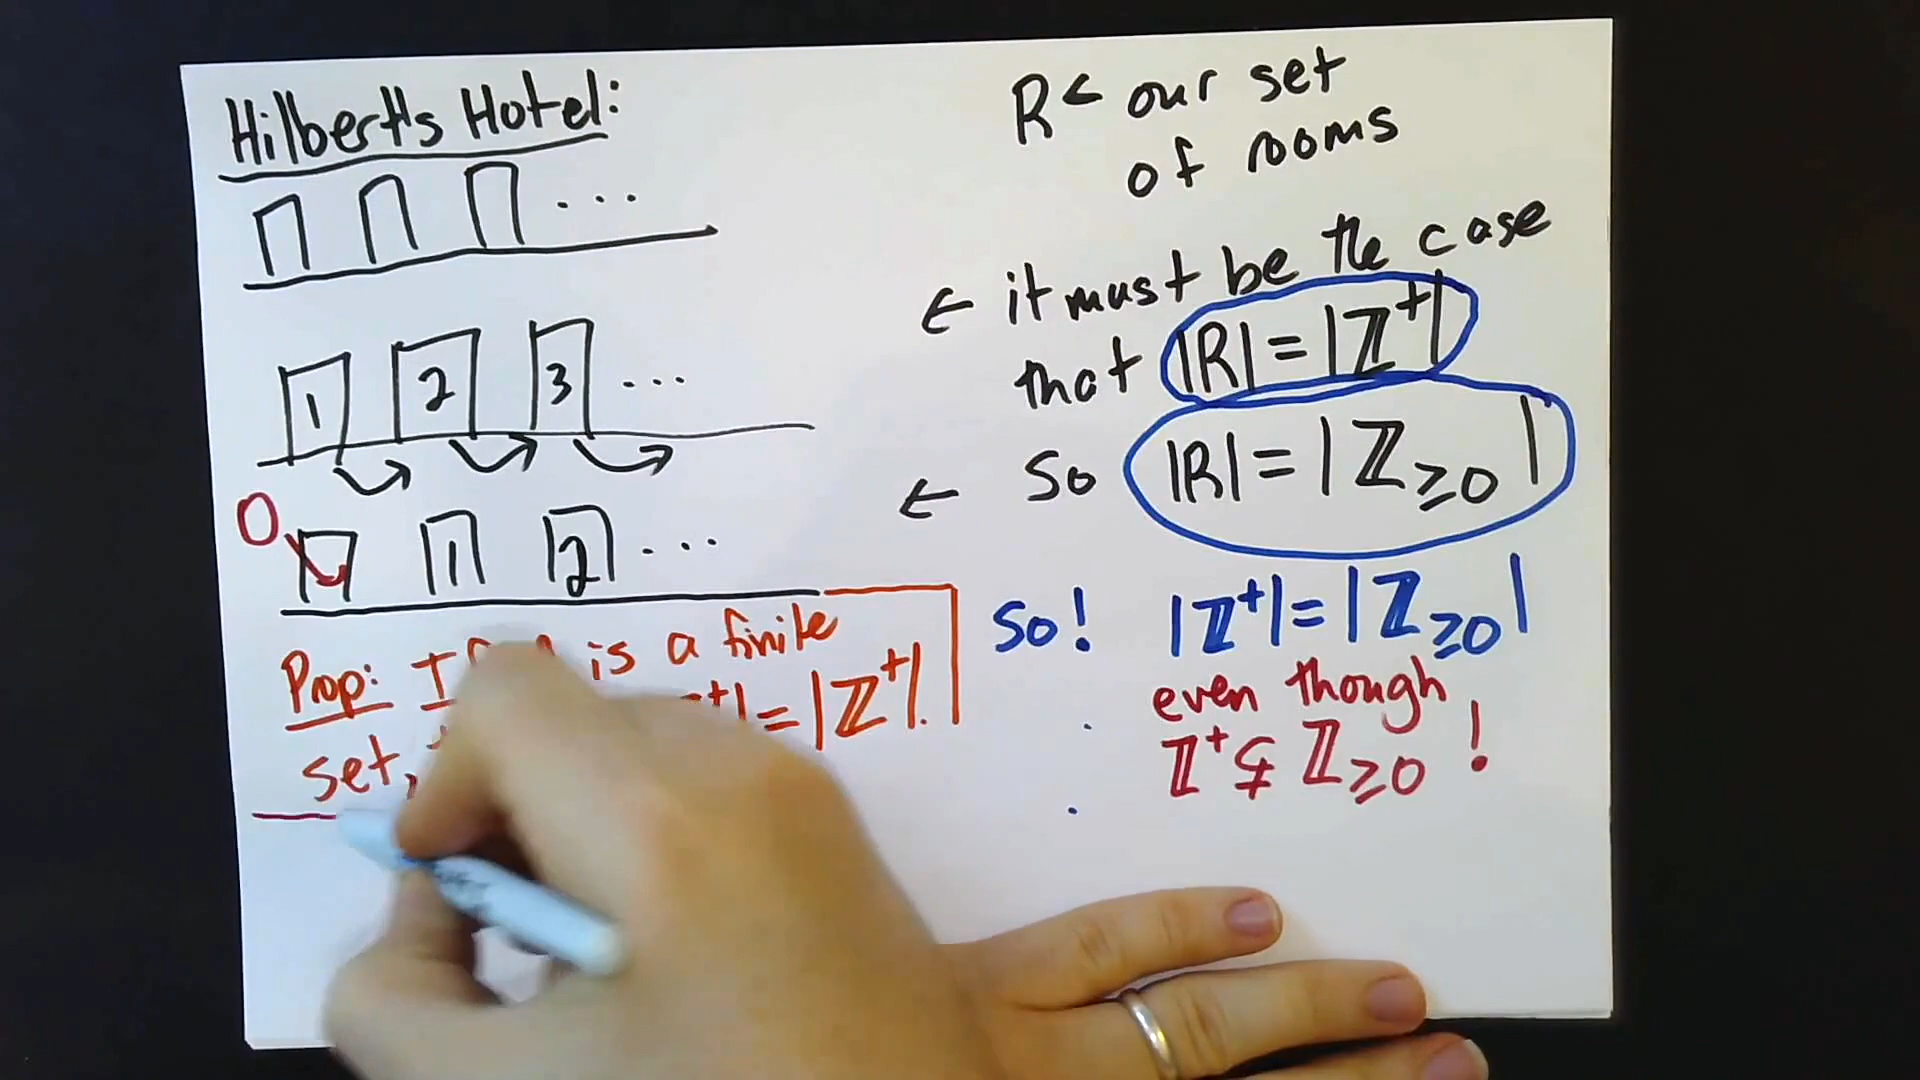 Hilbert's Hotel:
1 2 3 ...
0
1 2 ...
Prop: is a finite
set, |=|ℤ⁺|.
R ← our set
of rooms
← it must be the case
that |R|=|ℤ⁺|
← So |R|=|ℤ≥0|
So! |ℤ⁺|=|ℤ≥0|
even though
ℤ⁺⊊ℤ≥0!